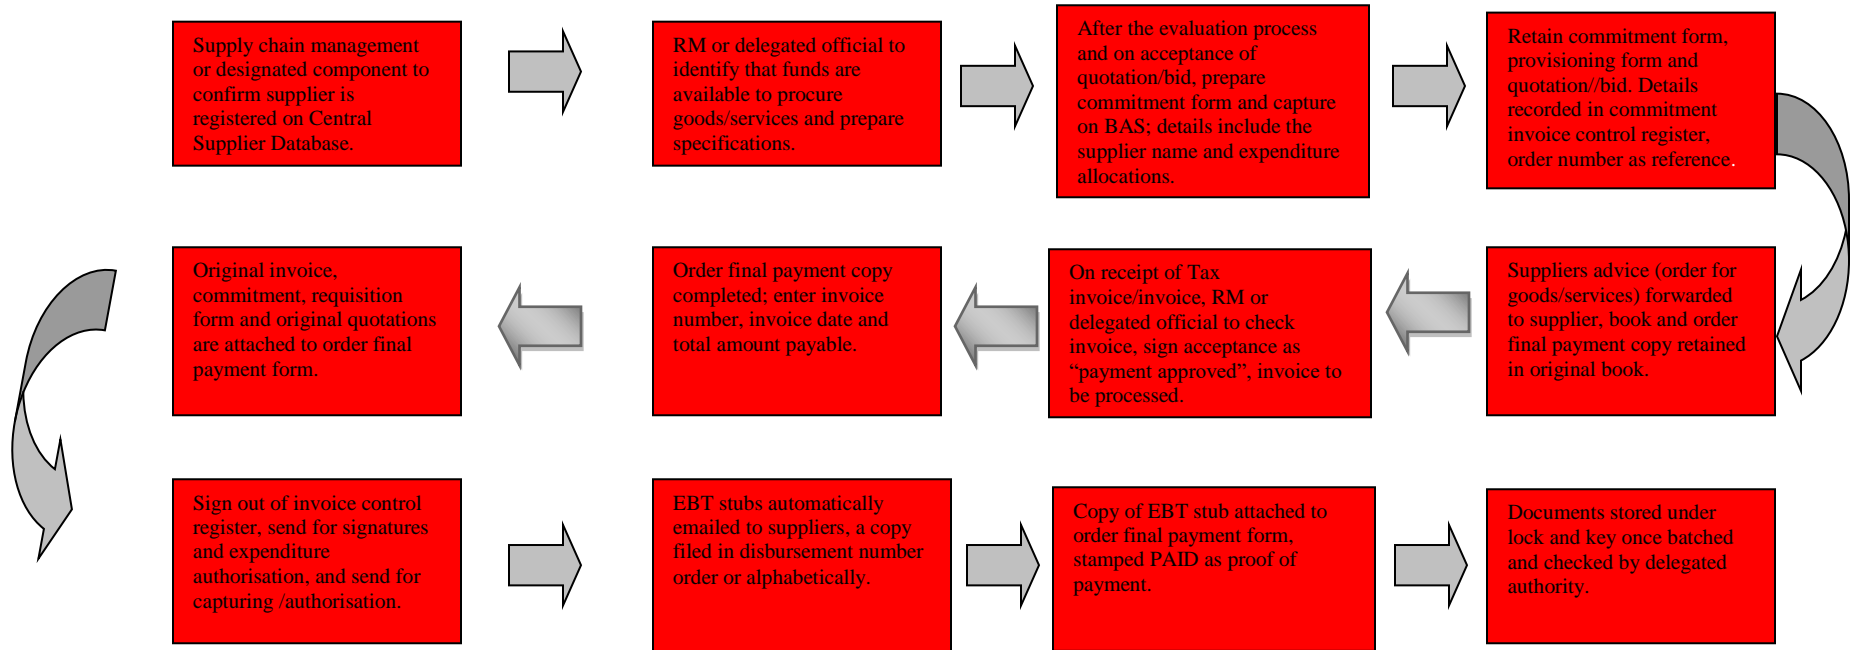 Supply chain management
or designated component to
confirm supplier is
registered on Central
Supplier Database.
RM or delegated official to
identify that funds are
available to procure
goods/services and prepare
specifications.
After the evaluation process
and on acceptance of
quotation/bid, prepare
commitment form and capture
on BAS; details include the
supplier name and expenditure
allocations.
Retain commitment form,
provisioning form and
quotation//bid. Details
recorded in commitment
invoice control register,
order number as reference.
Suppliers advice (order for
goods/services) forwarded
to supplier, book and order
final payment copy retained
in original book.
On receipt of Tax
invoice/invoice, RM or
delegated official to check
invoice, sign acceptance as
“payment approved”, invoice to
be processed.
Order final payment copy
completed; enter invoice
number, invoice date and
total amount payable.
Original invoice,
commitment, requisition
form and original quotations
are attached to order final
payment form.
Sign out of invoice control
register, send for signatures
and expenditure
authorisation, and send for
capturing /authorisation.
EBT stubs automatically
emailed to suppliers, a copy
filed in disbursement number
order or alphabetically.
Copy of EBT stub attached to
order final payment form,
stamped PAID as proof of
payment.
Documents stored under
lock and key once batched
and checked by delegated
authority.